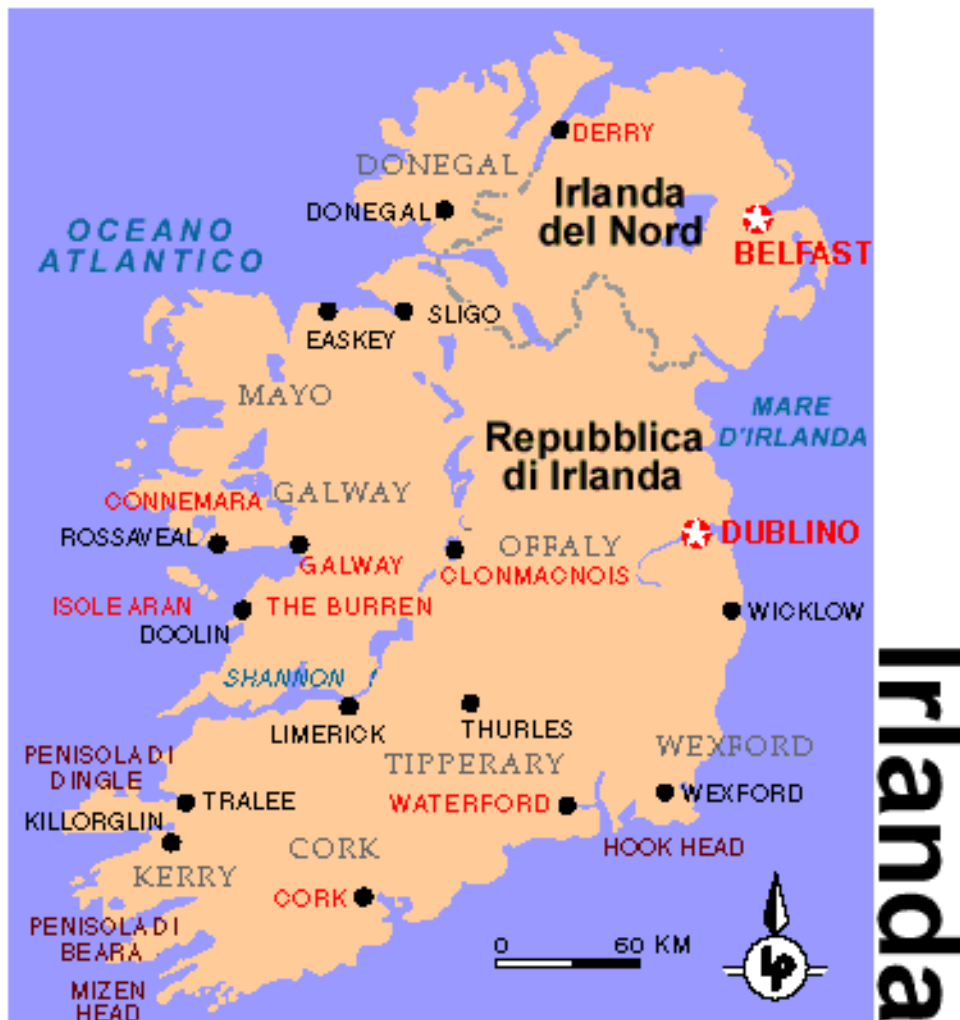 DERRY
DONEGAL
DONEGAL
Irlanda
del Nord
BELFAST
OCEANO
ATLANTICO
EASKEY
SLIGO
MAYO
MARE
D'IRLANDA
Repubblica
di Irlanda
CONNEMARA
GALWAY
ROSSAVEAL
GALWAY
OFFALY
CLONMACNOIS
DUBLINO
ISOLE ARAN
THE BURREN
DOOLIN
WICKLOW
SHANNON
LIMERICK
THURLES
TIPPERARY
WEXFORD
PENISOLA DI
DINGLE
TRALEE
WATERFORD
WEXFORD
KILLORGLIN
CORK
HOOK HEAD
KERRY
CORK
PENISOLA DI
BEARA
MIZEN
HEAD
0 60 KM
LP
Irlanda